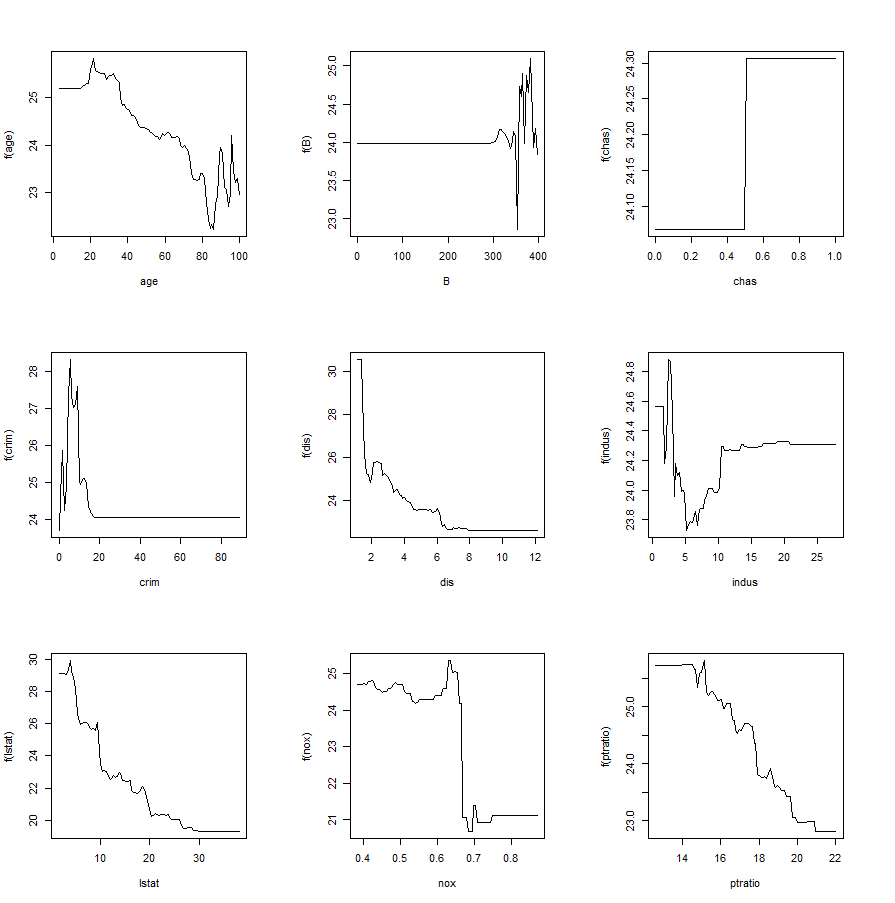 f(age)
25
24
23
0 20 40 60 80 100
age
f(B)
25.0
24.5
24.0
23.0
0 100 200 300 400
B
f(chas)
24.30
24.20
24.15
24.10
0.0 0.2 0.4 0.6 0.8 1.0
chas
f(crim)
28
27
26
25
24
0 20 40 60 80
crim
f(dis)
30
28
26
24
2 4 6 8 10 12
dis
f(indus)
24.8
24.6
24.4
24.2
24.0
23.8
0 5 10 15 20 25
indus
f(lstat)
30
28
26
24
22
20
10 20 30
lstat
f(nox)
25
24
23
22
21
0.4 0.5 0.6 0.7 0.8
nox
f(ptratio)
25.0
24.0
23.0
14 16 18 20 22
ptratio